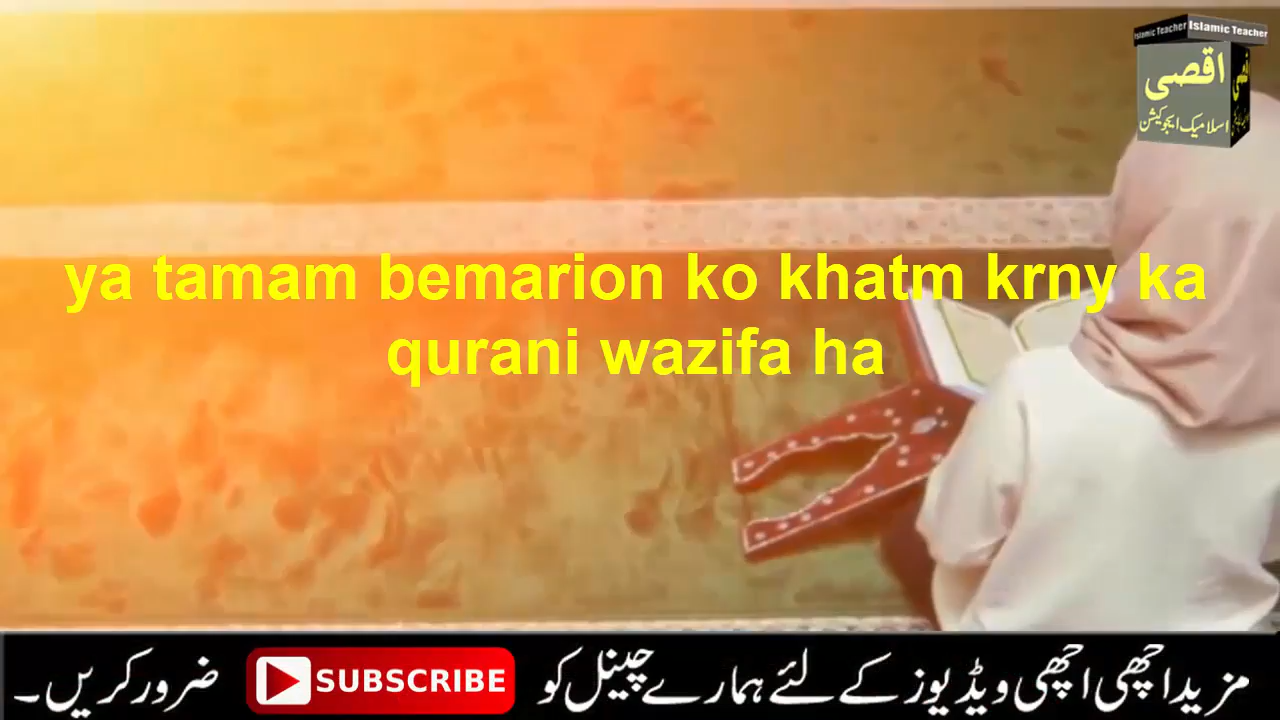 Islamic Teacher Islamic Teacher
اقصی
اسلامیک ایجوکیشن
ya tamam bemarion ko khatm krny ka
qurani wazifa ha
مزید اچھی اچھی ویڈیوز کے لئے ہمارے چینل کو SUBSCRIBE ضرور کریں۔